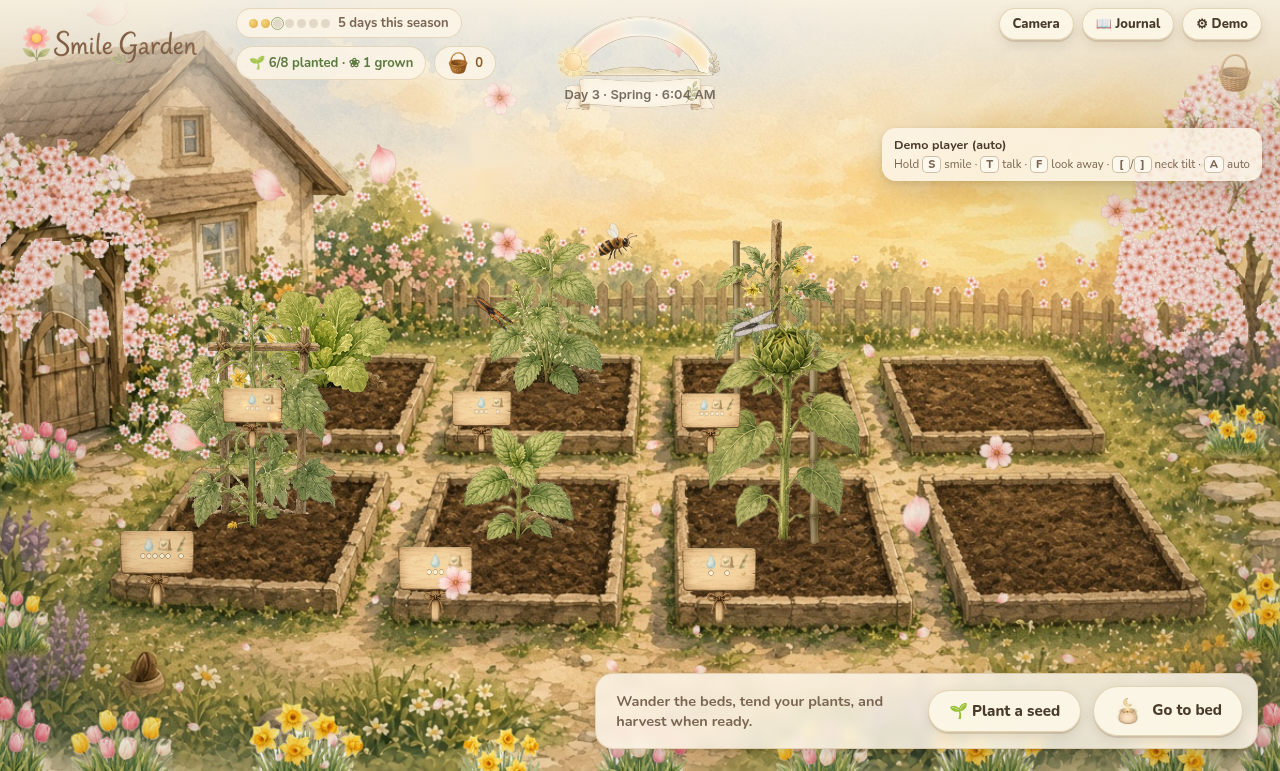 Smile Garden
5 days this season
🌱 6/8 planted · ❀ 1 grown
0
Day 3 · Spring · 6:04 AM
Camera
📖 Journal
⚙ Demo
Demo player (auto)
Hold S smile · T talk · F look away · [ / ] neck tilt · A auto
Wander the beds, tend your plants, and
harvest when ready.
🌱 Plant a seed
Go to bed